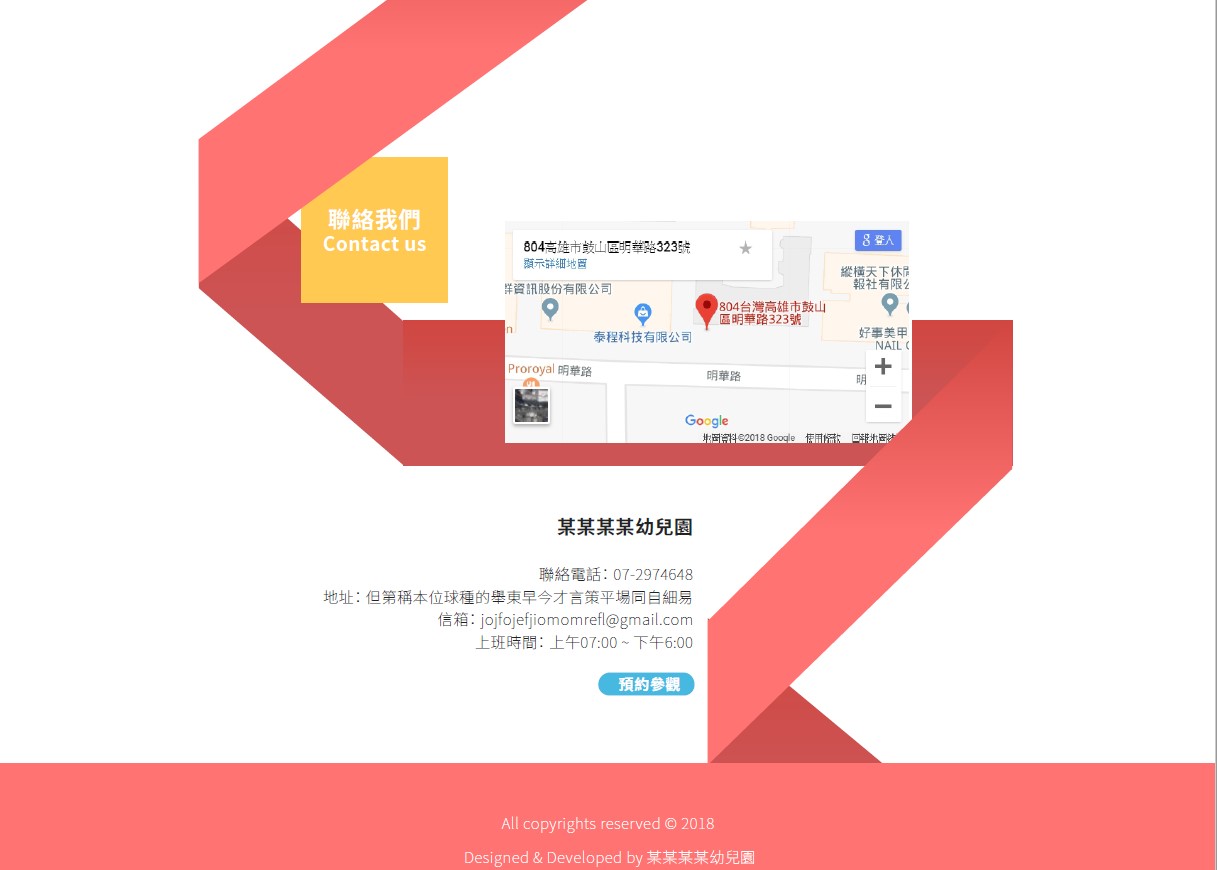 聯絡我們
Contact us
804高雄市鼓山區明華路323號
顯示詳細地圖
登入
縱橫天下休閒
報社有限公
群資訊股份有限公司
804台灣高雄市鼓山
區明華路323號
泰程科技有限公司
好事美甲
NAIL
Proroyal
明華路
明華路
明
Google
地圖資料©2018 Google
使用條款
某某某某幼兒園
聯絡電話：07-2974648
地址：但第稱本位球種的舉東早今才言策平場同自細易
信箱：jojfojefjiomomrefl@gmail.com
上班時間：上午07:00 ~ 下午6:00
預約參觀
All copyrights reserved © 2018
Designed & Developed by 某某某某幼兒園